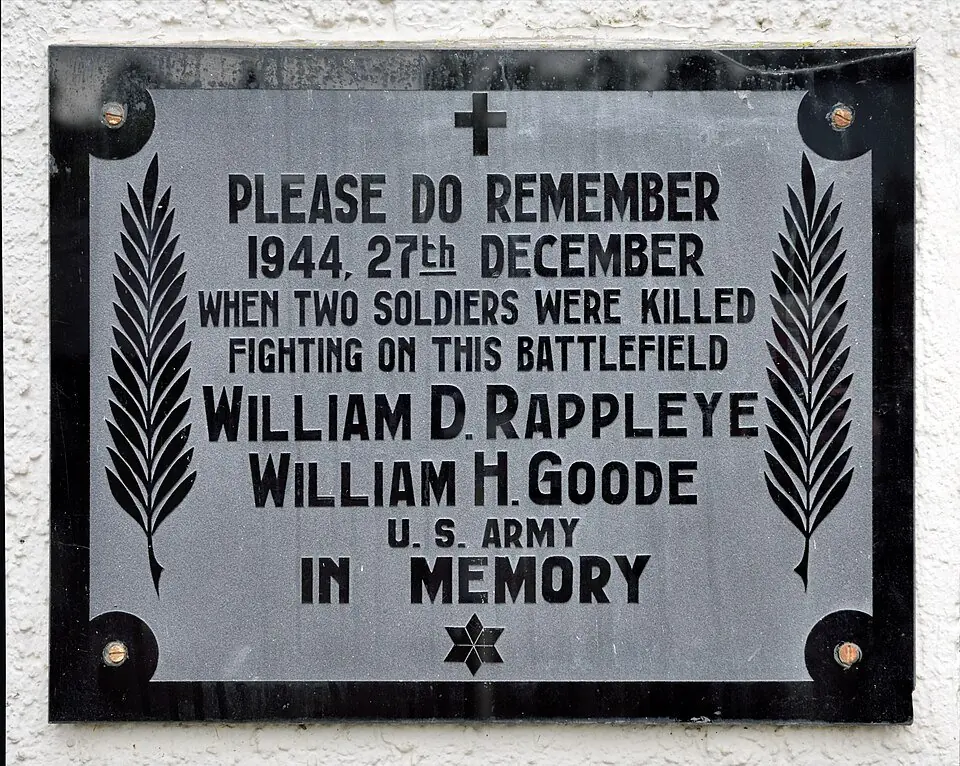 PLEASE DO REMEMBER
1944, 27th DECEMBER
WHEN TWO SOLDIERS WERE KILLED
FIGHTING ON THIS BATTLEFIELD
WILLIAM D. RAPPLEYE
WILLIAM H. GOODE
U. S. ARMY
IN MEMORY